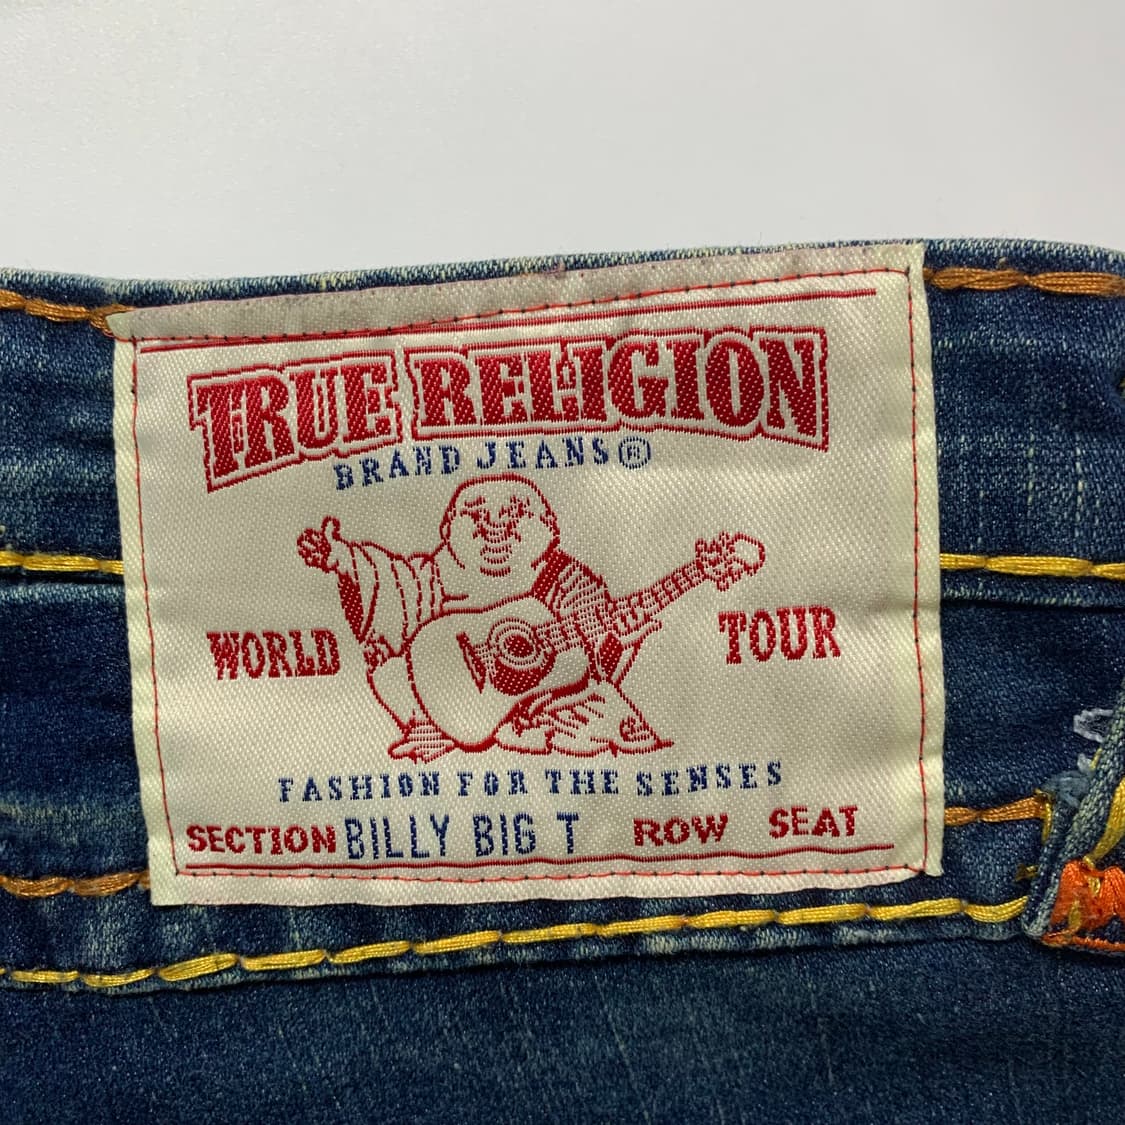 TRUE RELIGION
BRAND JEANS®
WORLD TOUR
FASHION FOR THE SENSES
SECTION BILLY BIG T ROW SEAT